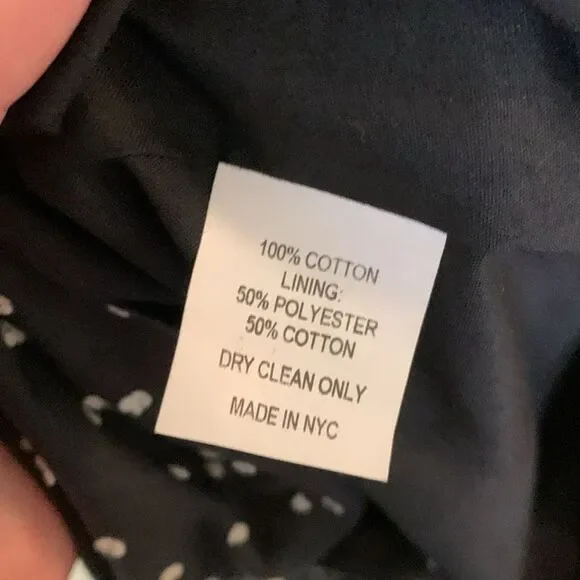 100% COTTON
LINING:
50% POLYESTER
50% COTTON
DRY CLEAN ONLY
MADE IN NYC